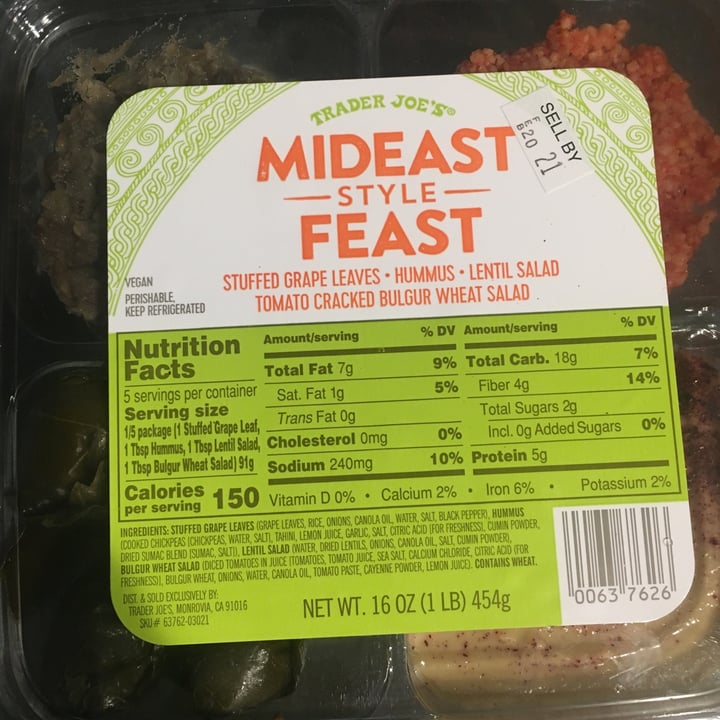 TRADER JOE'S®
MIDEAST
STYLE
FEAST
SELL BY
FEB20 21
STUFFED GRAPE LEAVES • HUMMUS • LENTIL SALAD
TOMATO CRACKED BULGUR WHEAT SALAD
VEGAN
PERISHABLE,
KEEP REFRIGERATED
Nutrition
Facts
5 servings per container
Serving size
1/5 package (1 Stuffed Grape Leaf,
1 Tbsp Hummus, 1 Tbsp Lentil Salad,
1 Tbsp Bulgur Wheat Salad) 91g
Calories
per serving 150
Amount/serving % DV
Total Fat 7g 9%
Sat. Fat 1g 5%
Trans Fat 0g
Cholesterol 0mg 0%
Sodium 240mg 10%
Amount/serving % DV
Total Carb. 18g 7%
Fiber 4g 14%
Total Sugars 2g
Incl. 0g Added Sugars 0%
Protein 5g
Vitamin D 0% • Calcium 2% • Iron 6% • Potassium 2%
INGREDIENTS: STUFFED GRAPE LEAVES (GRAPE LEAVES, RICE, ONIONS, CANOLA OIL, WATER, SALT, BLACK PEPPER), HUMMUS
(COOKED CHICKPEAS (CHICKPEAS, WATER, SALT), TAHINI, LEMON JUICE, GARLIC, SALT, CITRIC ACID (FOR FRESHNESS), CUMIN POWDER,
DRIED SUMAC BLEND (SUMAC, SALT)), LENTIL SALAD (WATER, DRIED LENTILS, ONIONS, CANOLA OIL, SALT, CUMIN POWDER),
BULGUR WHEAT SALAD (DICED TOMATOES IN JUICE (TOMATOES, TOMATO JUICE, SEA SALT, CALCIUM CHLORIDE, CITRIC ACID (FOR
FRESHNESS)), BULGUR WHEAT, ONIONS, WATER, CANOLA OIL, TOMATO PASTE, CAYENNE POWDER, LEMON JUICE). CONTAINS WHEAT.
DIST. & SOLD EXCLUSIVELY BY:
TRADER JOE'S, MONROVIA, CA 91016
SKU# 63762-03021
NET WT. 16 OZ (1 LB) 454g
0063 7626